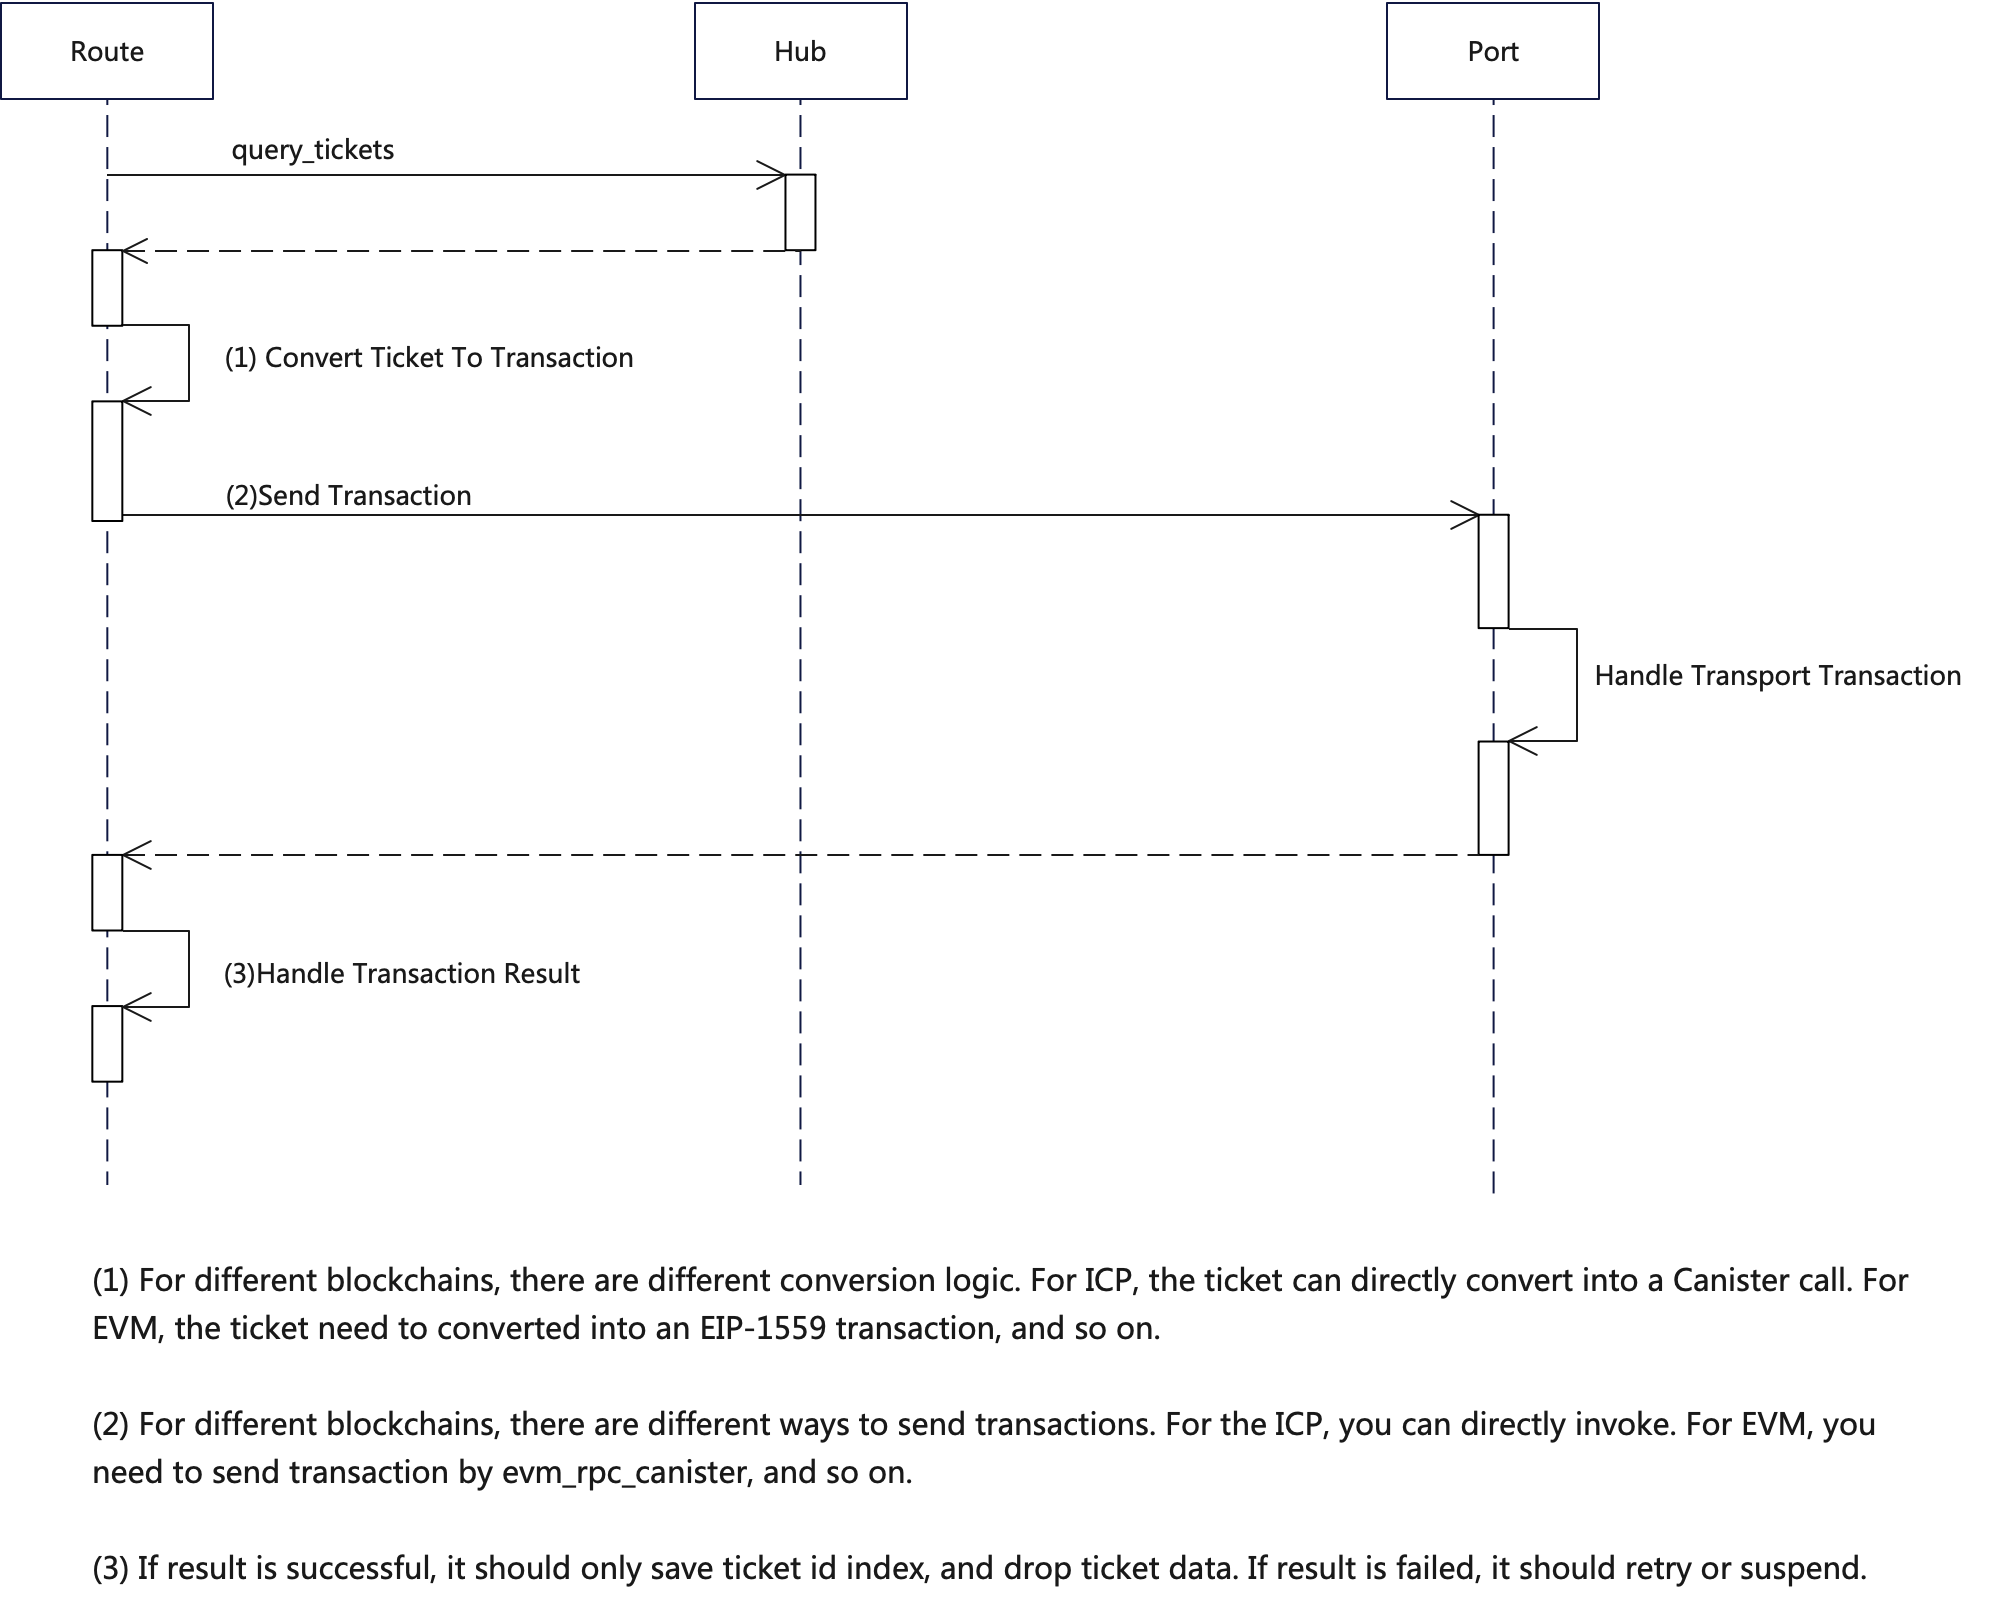 Route
Hub
Port
query_tickets
(1) Convert Ticket To Transaction
(2)Send Transaction
Handle Transport Transaction
(3)Handle Transaction Result
(1) For different blockchains, there are different conversion logic. For ICP, the ticket can directly convert into a Canister call. For
EVM, the ticket need to converted into an EIP-1559 transaction, and so on.
(2) For different blockchains, there are different ways to send transactions. For the ICP, you can directly invoke. For EVM, you
need to send transaction by evm_rpc_canister, and so on.
(3) If result is successful, it should only save ticket id index, and drop ticket data. If result is failed, it should retry or suspend.